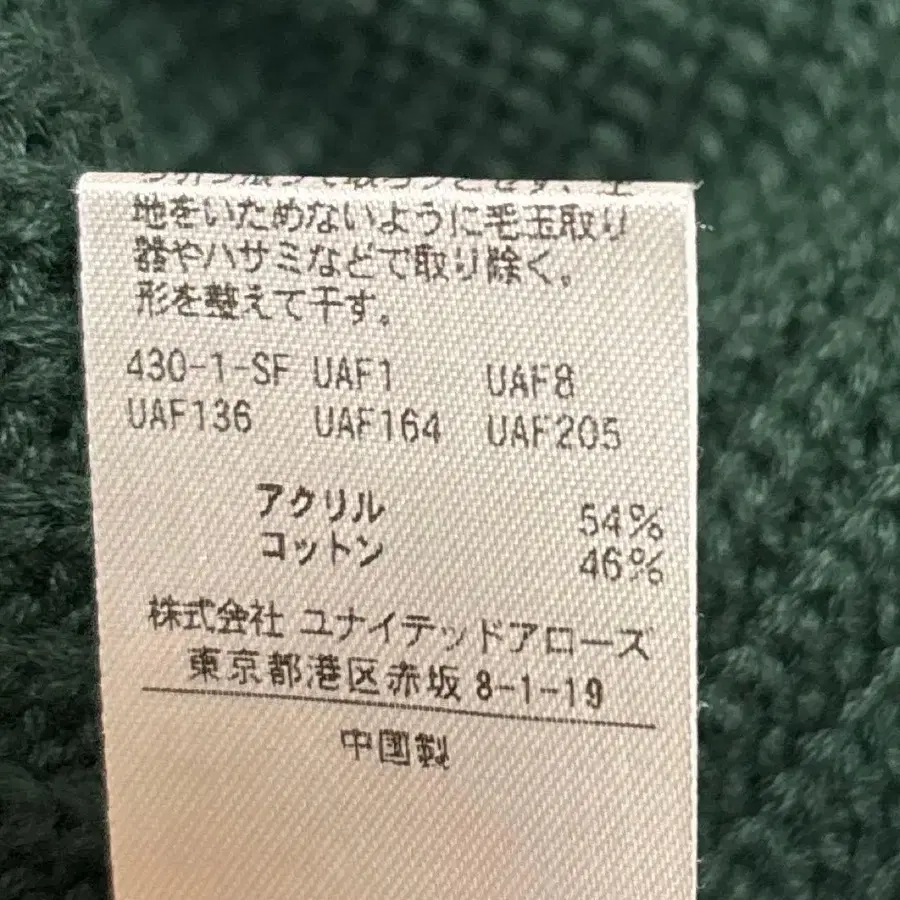 地をいためないように毛玉取り
器やハサミなどで取り除く。
形を整えて干す。
430-1-SF UAF1 UAF8
UAF136 UAF164 UAF205
アクリル 54%
コットン 46%
株式会社 ユナイテッドアローズ
東京都港区赤坂 8-1-19
中国製